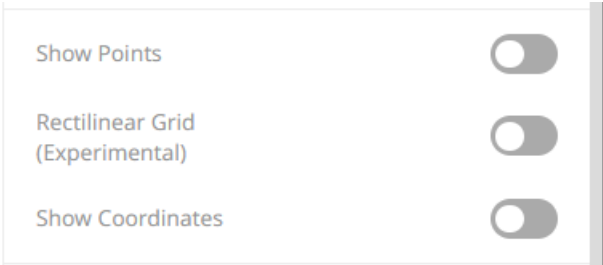 Show Points
Rectilinear Grid
(Experimental)
Show Coordinates